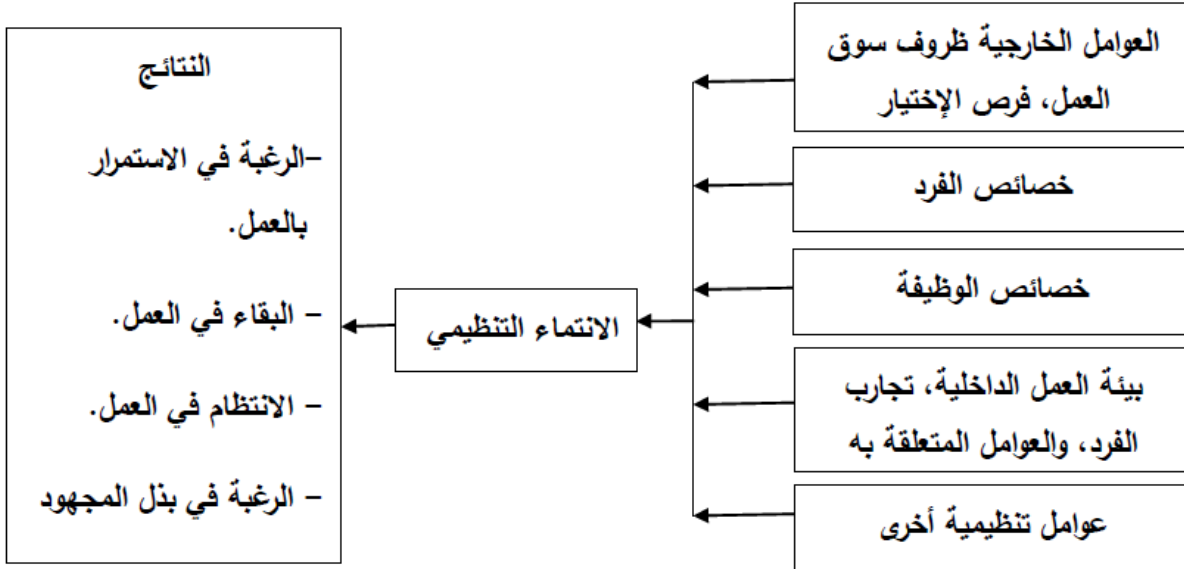 العوامل الخارجية ظروف سوق
العمل، فرص الإختيار
خصائص الفرد
خصائص الوظيفة
بيئة العمل الداخلية، تجارب
الفرد، والعوامل المتعلقة به
عوامل تنظيمية أخرى
الانتماء التنظيمي
النتائج
-الرغبة في الاستمرار
بالعمل.
- البقاء في العمل.
- الانتظام في العمل.
- الرغبة في بذل المجهود